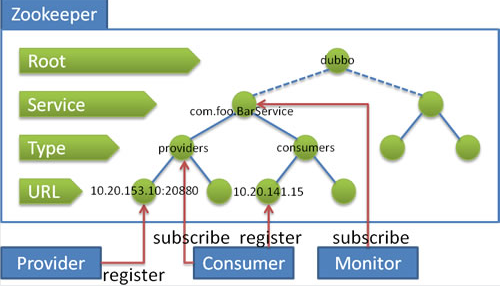 Zookeeper
Root
dubbo
Service
com.foo.BarService
Type
providers
consumers
URL
10.20.153.10:20880
10.20.141.15
subscribe
register
subscribe
Provider
Consumer
Monitor
register